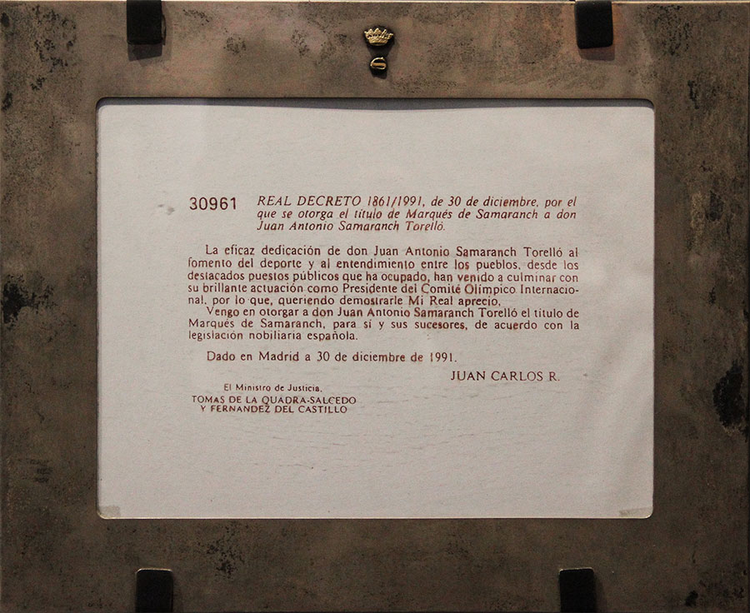 30961 REAL DECRETO 1861/1991, de 30 de diciembre, por el
que se otorga el título de Marqués de Samaranch a don
Juan Antonio Samaranch Torelló.
La eficaz dedicación de don Juan Antonio Samaranch Torelló al
fomento del deporte y al entendimiento entre los pueblos, desde los
destacados puestos públicos que ha ocupado, han venido a culminar con
su brillante actuación como Presidente del Comité Olímpico Internacio-
nal, por lo que, queriendo demostrarle Mi Real aprecio,
Vengo en otorgar a don Juan Antonio Samaranch Torelló el título de
Marqués de Samaranch, para sí y sus sucesores, de acuerdo con la
legislación nobiliaria española.
Dado en Madrid a 30 de diciembre de 1991.
JUAN CARLOS R.
El Ministro de Justicia,
TOMAS DE LA QUADRA-SALCEDO
Y FERNANDEZ DEL CASTILLO